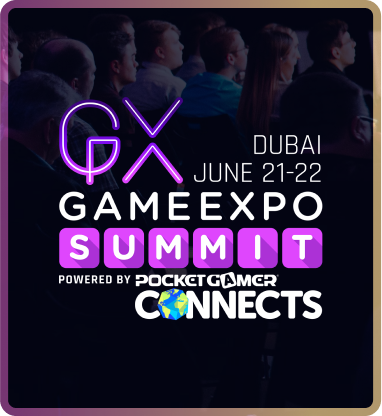 GX
DUBAI
JUNE 21-22
GAMEEXPO
SUMMIT
POWERED BY POCKETGAMER
CONNECTS